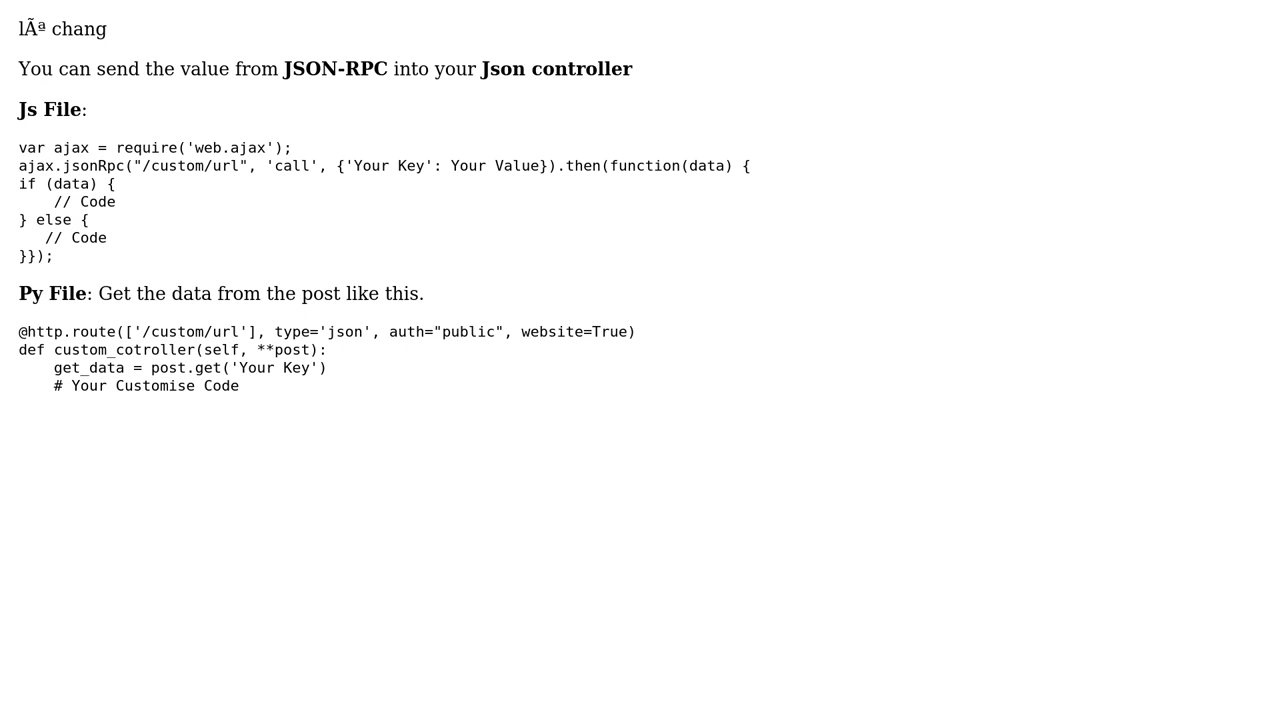 lÃª chang
You can send the value from JSON-RPC into your Json controller
Js File:
var ajax = require('web.ajax');
ajax.jsonRpc("/custom/url", 'call', {'Your Key': Your Value}).then(function(data) {
if (data) {
    // Code
} else {
   // Code
}});
Py File: Get the data from the post like this.
@http.route(['/custom/url'], type='json', auth="public", website=True)
def custom_cotroller(self, **post):
    get_data = post.get('Your Key')
    # Your Customise Code